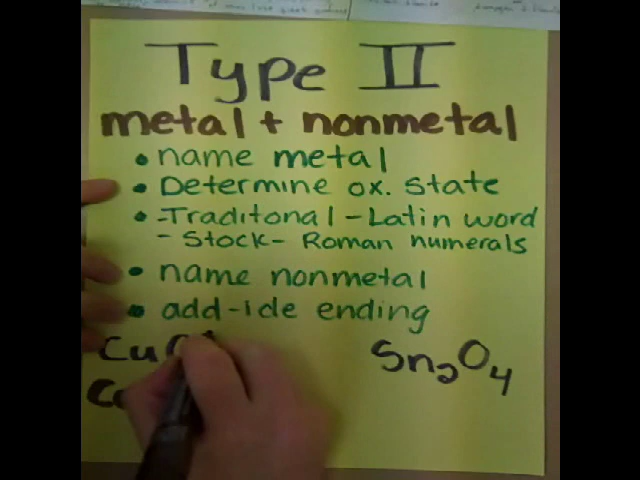 Type II
metal + nonmetal
• name metal
• Determine ox. state
• -Traditonal - Latin word
- Stock - Roman numerals
• name nonmetal
• add -ide ending
Cu
Sn2O4